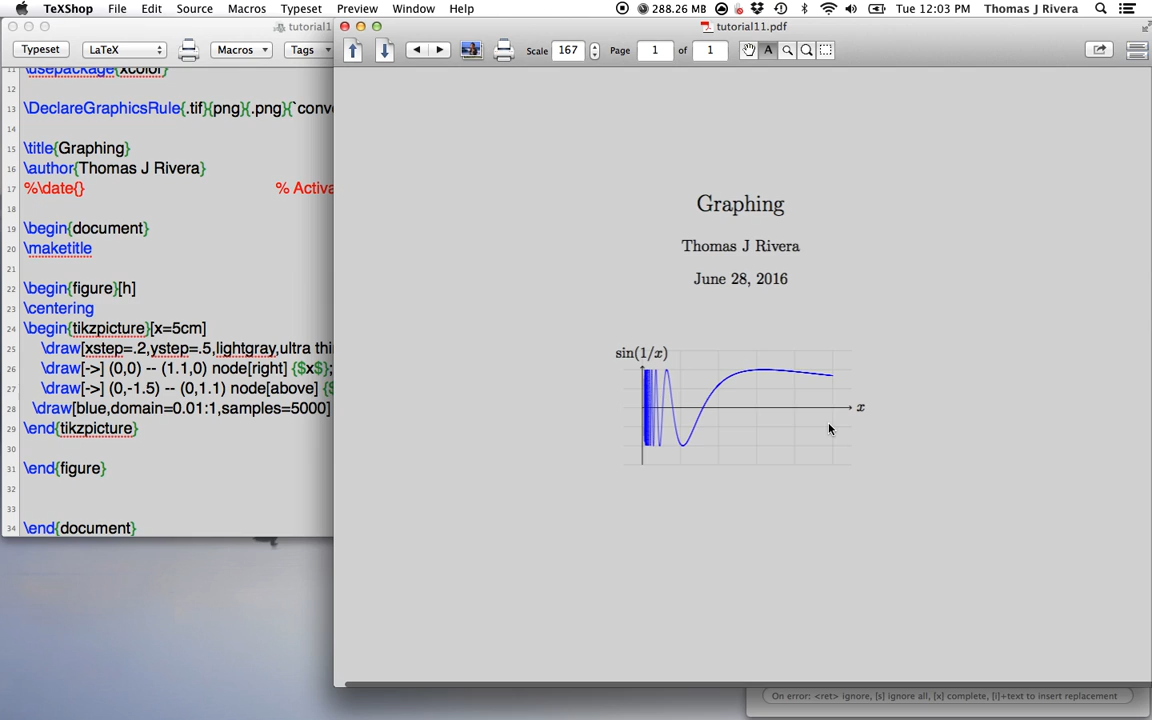 TeXShop File Edit Source Macros Typeset Preview Window Help 288.26 MB Tue 12:03 PM Thomas J Rivera
tutorial1
Typeset LaTeX Macros Tags
11 \usepackage{xcolor}
12
13 \DeclareGraphicsRule{.tif}{png}{.png}{`conve
14
15 \title{Graphing}
16 \author{Thomas J Rivera}
17 %\date{} % Activa
18
19 \begin{document}
20 \maketitle
21
22 \begin{figure}[h]
23 \centering
24 \begin{tikzpicture}[x=5cm]
25 \draw[xstep=.2,ystep=.5,lightgray,ultra thi
26 \draw[->] (0,0) -- (1.1,0) node[right] {$x$};
27 \draw[->] (0,-1.5) -- (0,1.1) node[above] {$
28 \draw[blue,domain=0.01:1,samples=5000]
29 \end{tikzpicture}
30
31 \end{figure}
32
33
34 \end{document}
tutorial11.pdf
Scale 167 Page 1 of 1 A
Graphing
Thomas J Rivera
June 28, 2016
sin(1/x)
x
On error: <ret> ignore, [s] ignore all, [x] complete, [i]+text to insert replacement